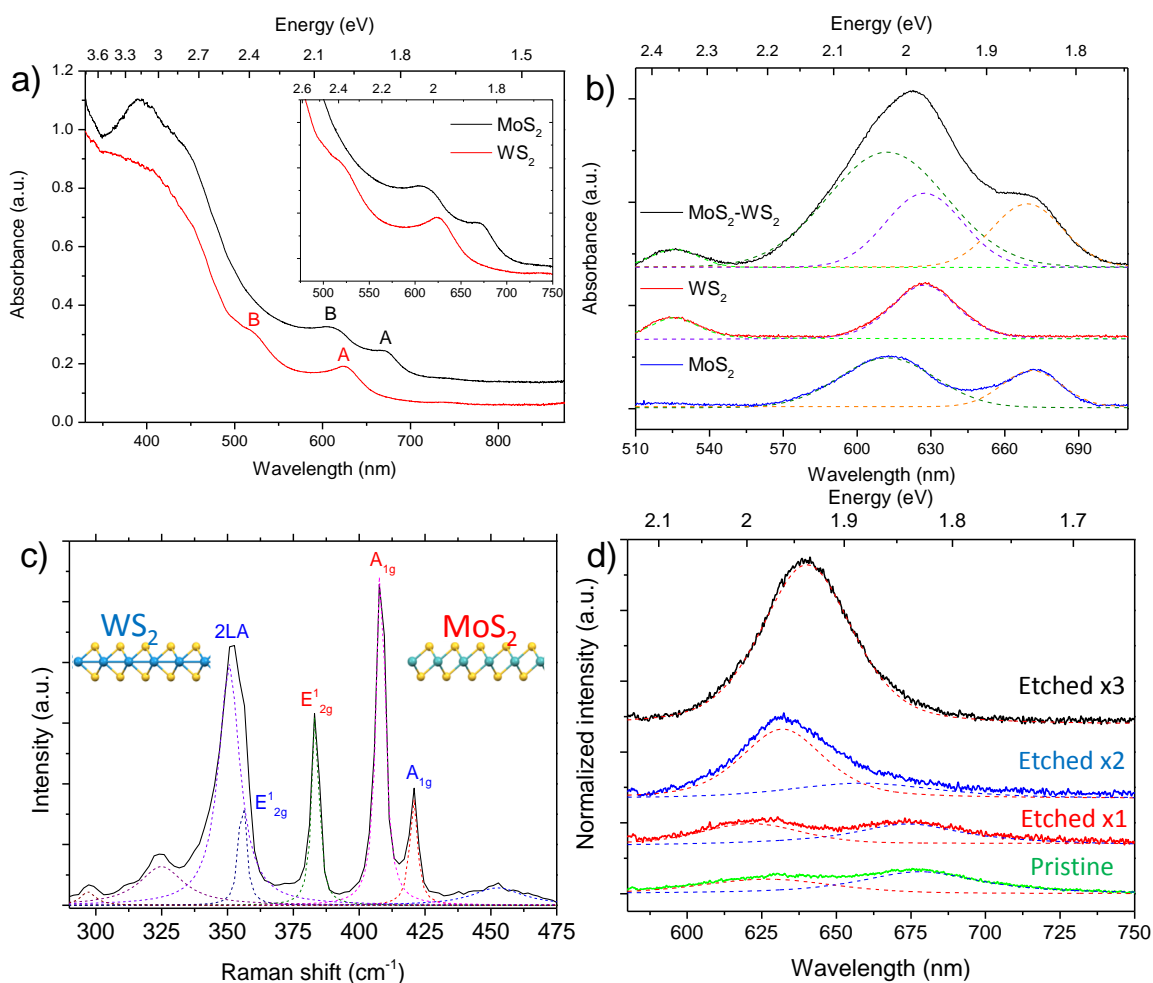 Energy (eV)
3.6 3.3 3 2.7 2.4 2.1 1.8 1.5
a)
1.2
1.0
0.8
0.6
0.4
0.2
0.0
Absorbance (a.u.)
2.6 2.4 2.2 2 1.8
MoS₂
WS₂
500 550 600 650 700 750
B
A
B
A
400 500 600 700 800
Wavelength (nm)
Energy (eV)
2.4 2.3 2.2 2.1 2 1.9 1.8
b)
Absorbance (a.u.)
MoS₂-WS₂
WS₂
MoS₂
510 540 570 600 630 660 690
Wavelength (nm)
c)
Intensity (a.u.)
WS₂
2LA
E¹₂g
E¹₂g
A₁g
A₁g
MoS₂
300 325 350 375 400 425 450 475
Raman shift (cm⁻¹)
Energy (eV)
2.1 2 1.9 1.8 1.7
d)
Normalized intensity (a.u.)
Etched x3
Etched x2
Etched x1
Pristine
600 625 650 675 700 725 750
Wavelength (nm)